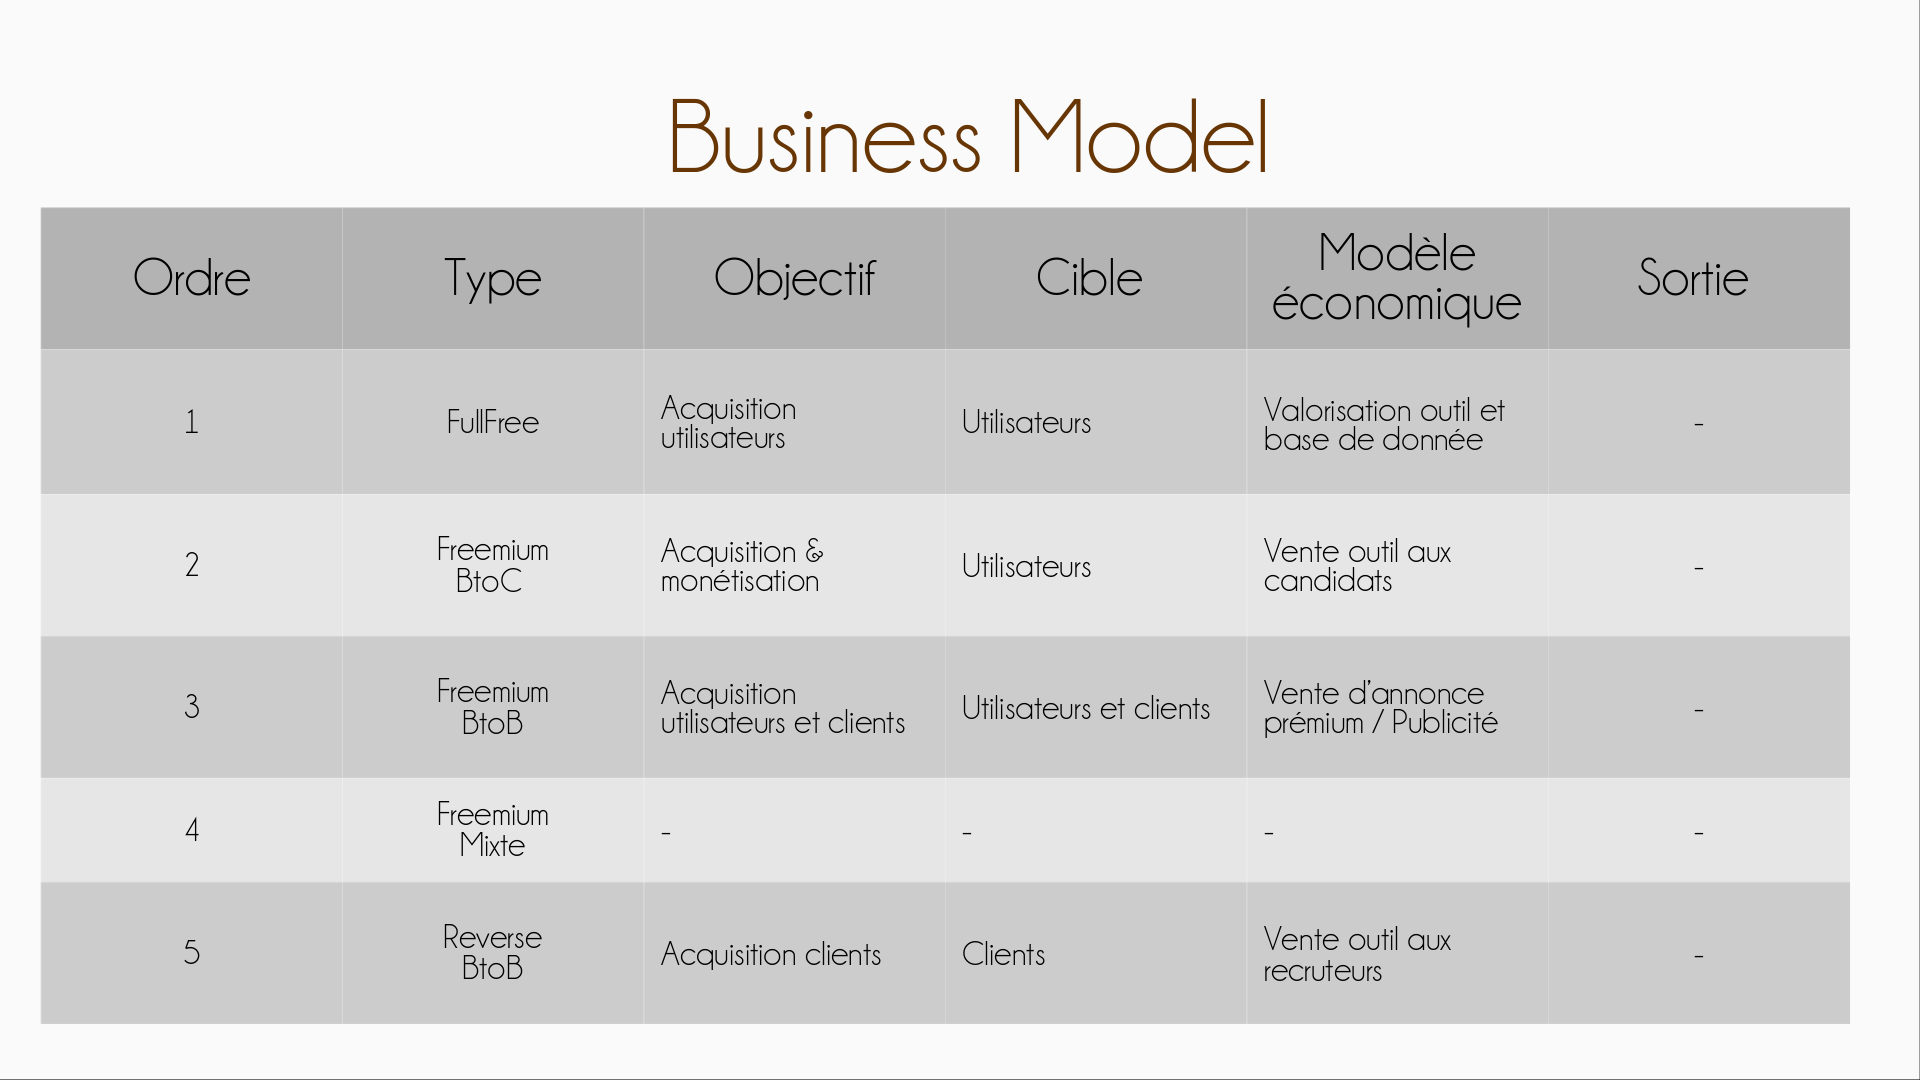 Business Model
Ordre
Type
Objectif
Cible
Modèle
économique
Sortie
1
FullFree
Acquisition
utilisateurs
Utilisateurs
Valorisation outil et
base de donnée
-
2
Freemium
BtoC
Acquisition &
monétisation
Utilisateurs
Vente outil aux
candidats
-
3
Freemium
BtoB
Acquisition
utilisateurs et clients
Utilisateurs et clients
Vente d’annonce
prémium / Publicité
-
4
Freemium
Mixte
-
-
-
-
5
Reverse
BtoB
Acquisition clients
Clients
Vente outil aux
recruteurs
-